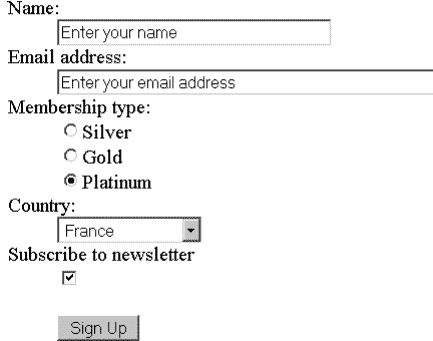 Name:
Enter your name
Email address:
Enter your email address
Membership type:
Silver
Gold
Platinum
Country:
France
Subscribe to newsletter
Sign Up